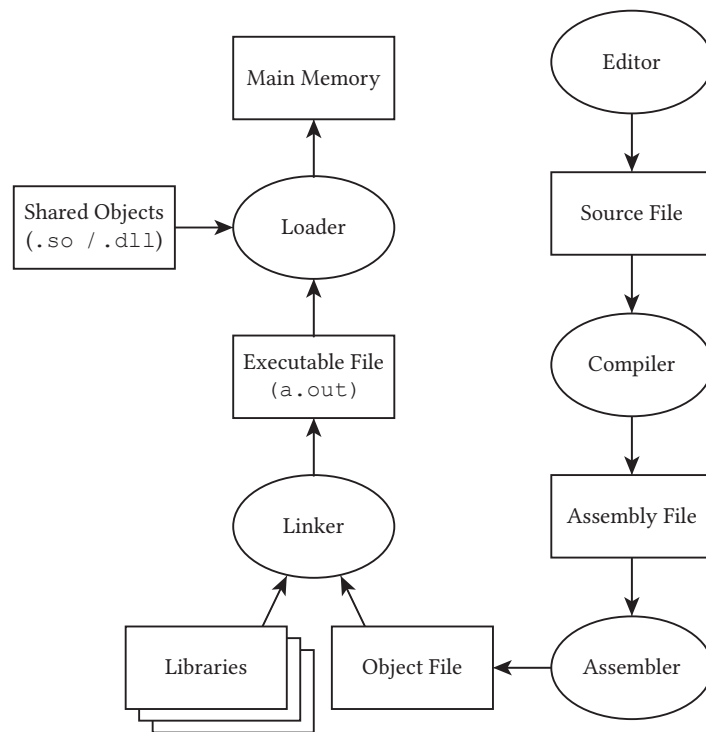 Main Memory
Editor
Shared Objects
(.so /.dll)
Loader
Source File
Executable File
(a.out)
Compiler
Linker
Assembly File
Libraries
Object File
Assembler